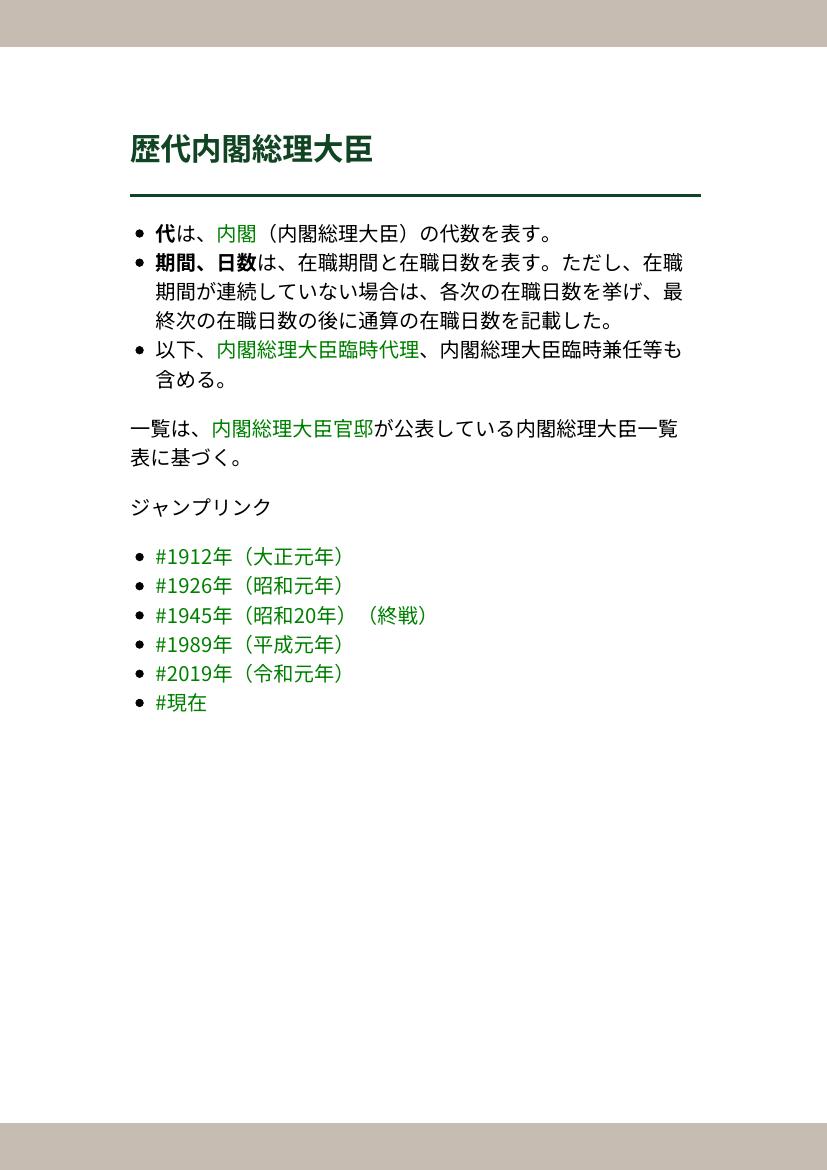 歴代内閣総理大臣
代は、内閣（内閣総理大臣）の代数を表す。
期間、日数は、在職期間と在職日数を表す。ただし、在職
期間が連続していない場合は、各次の在職日数を挙げ、最
終次の在職日数の後に通算の在職日数を記載した。
以下、内閣総理大臣臨時代理、内閣総理大臣臨時兼任等も
含める。
一覧は、内閣総理大臣官邸が公表している内閣総理大臣一覧
表に基づく。
ジャンプリンク
#1912年（大正元年）
#1926年（昭和元年）
#1945年（昭和20年）（終戦）
#1989年（平成元年）
#2019年（令和元年）
#現在